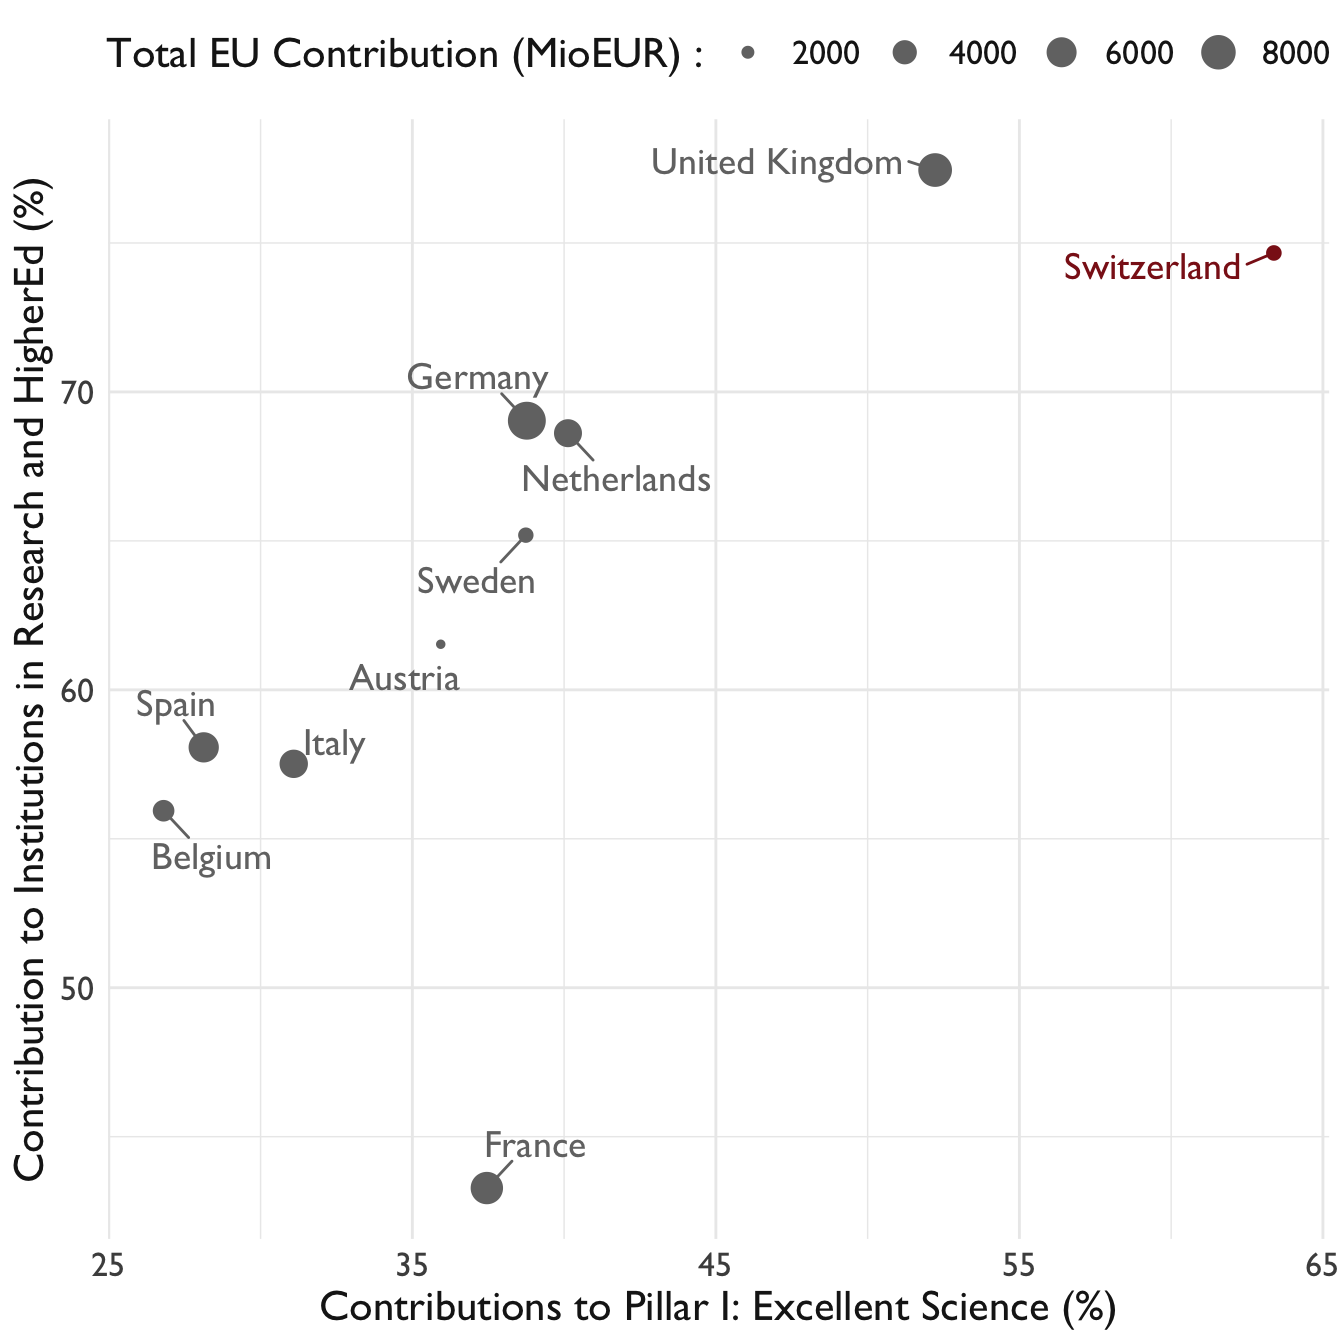 Total EU Contribution (MioEUR) : 2000 4000 6000 8000
United Kingdom
Switzerland
Germany
Netherlands
Sweden
Austria
Spain
Italy
Belgium
France
Contribution to Institutions in Research and HigherEd (%)
70
60
50
25 35 45 55 65
Contributions to Pillar I: Excellent Science (%)